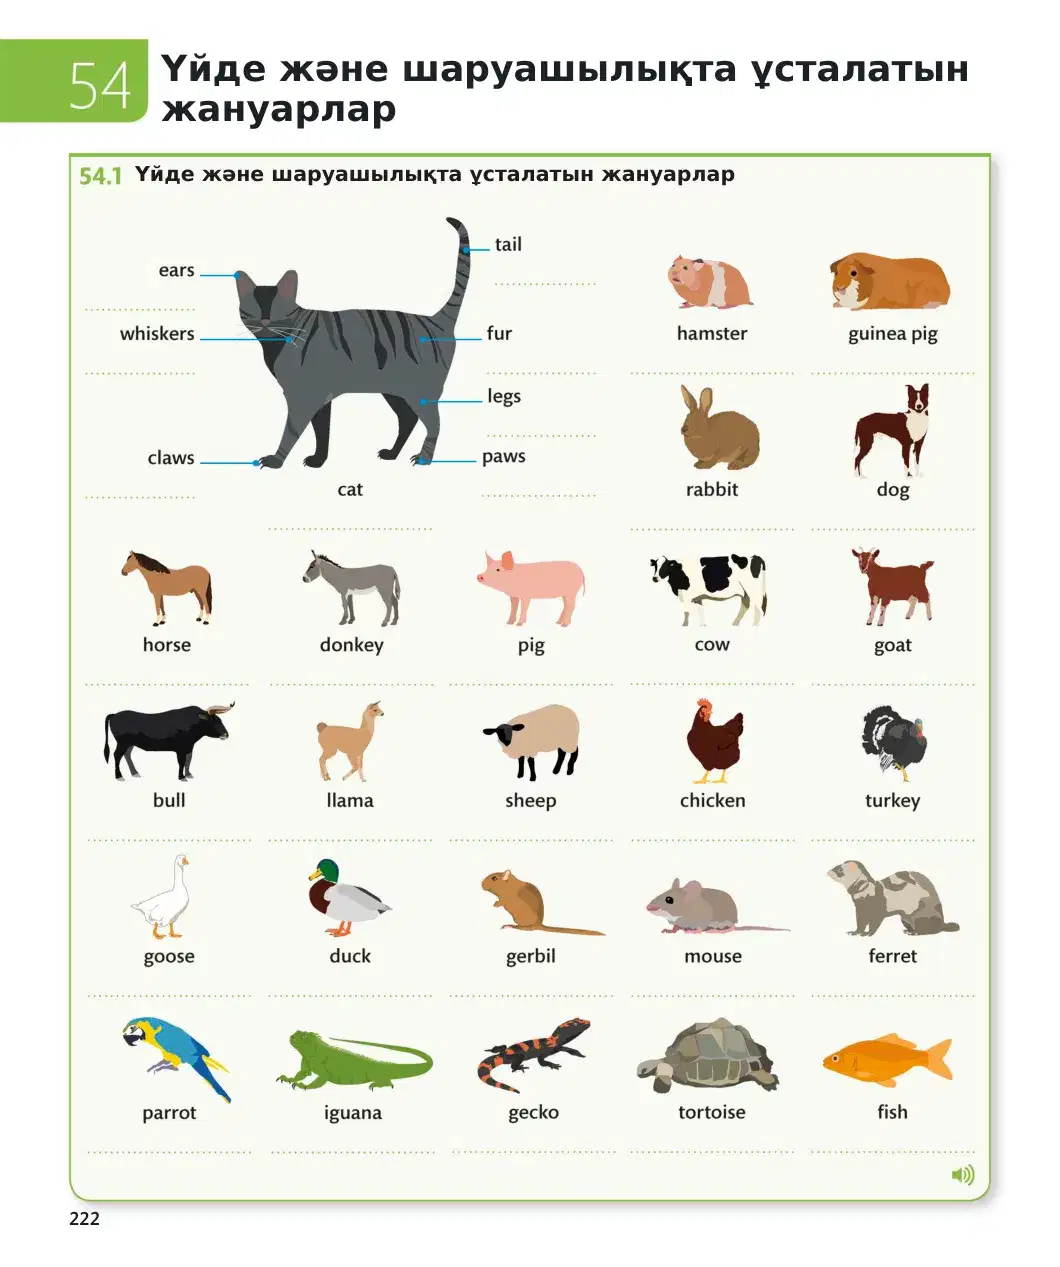 54
Үйде және шаруашылықта ұсталатын
жануарлар
54.1 Үйде және шаруашылықта ұсталатын жануарлар
ears
tail
whiskers
fur
legs
claws
paws
cat
hamster
guinea pig
rabbit
dog
horse
donkey
pig
cow
goat
bull
llama
sheep
chicken
turkey
goose
duck
gerbil
mouse
ferret
parrot
iguana
gecko
tortoise
fish
222